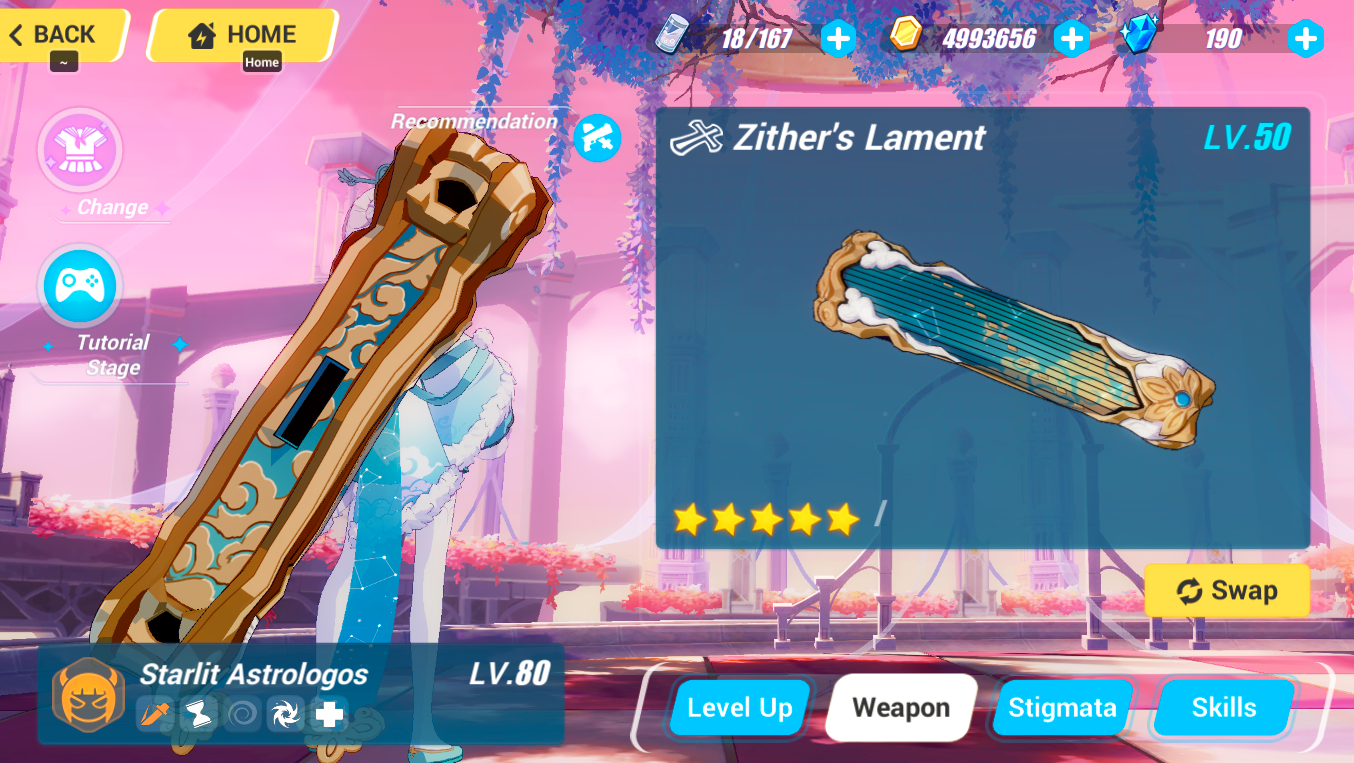 BACK
~
HOME
Home
18/167
4993656
190
Change
Recommendation
Zither's Lament
LV.50
Tutorial
Stage
Swap
Starlit Astrologos
LV.80
Level Up
Weapon
Stigmata
Skills